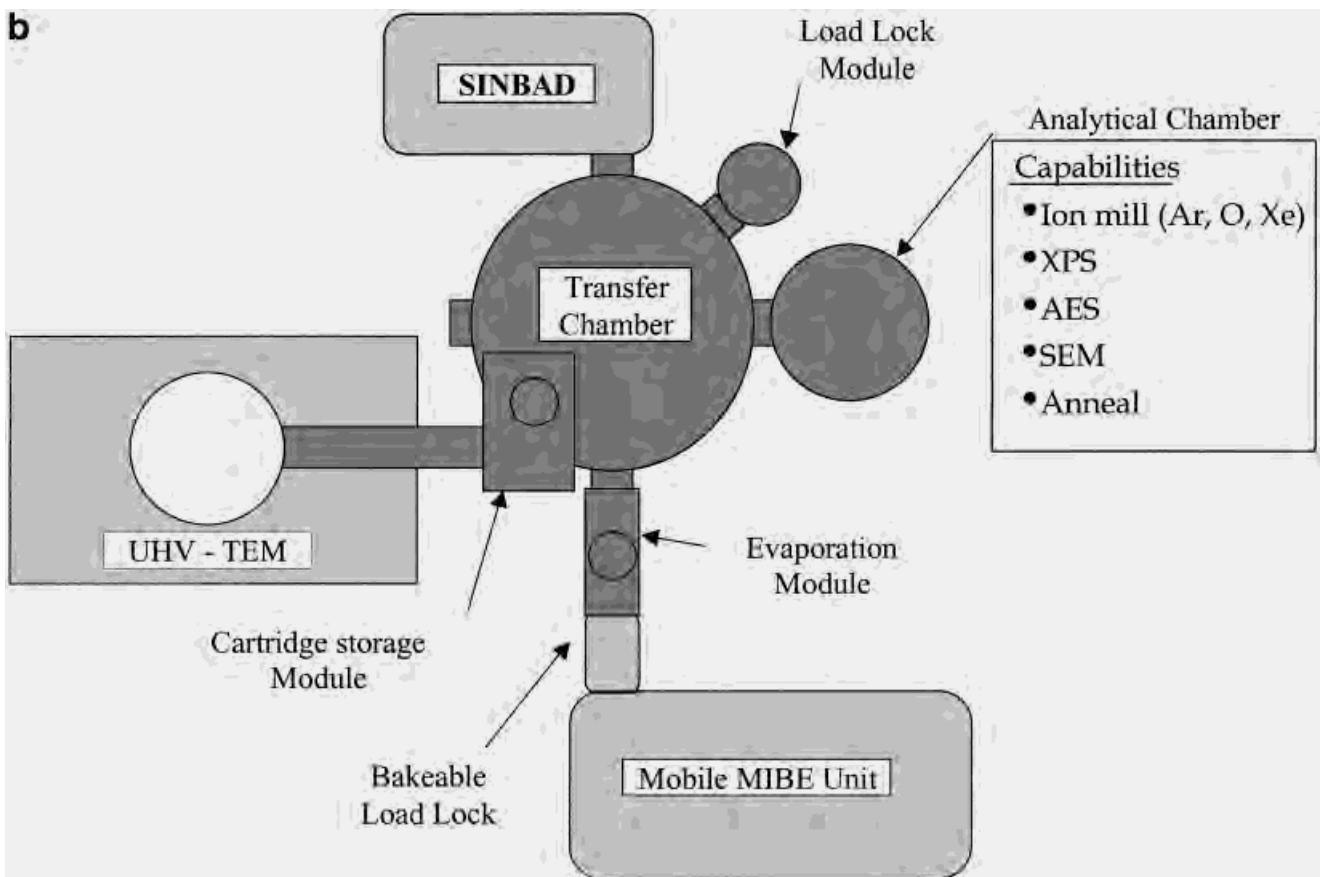 b
SINBAD
Load Lock
Module
Analytical Chamber
Capabilities
•Ion mill (Ar, O, Xe)
•XPS
•AES
•SEM
•Anneal
Transfer
Chamber
UHV - TEM
Evaporation
Module
Cartridge storage
Module
Bakeable
Load Lock
Mobile MIBE Unit